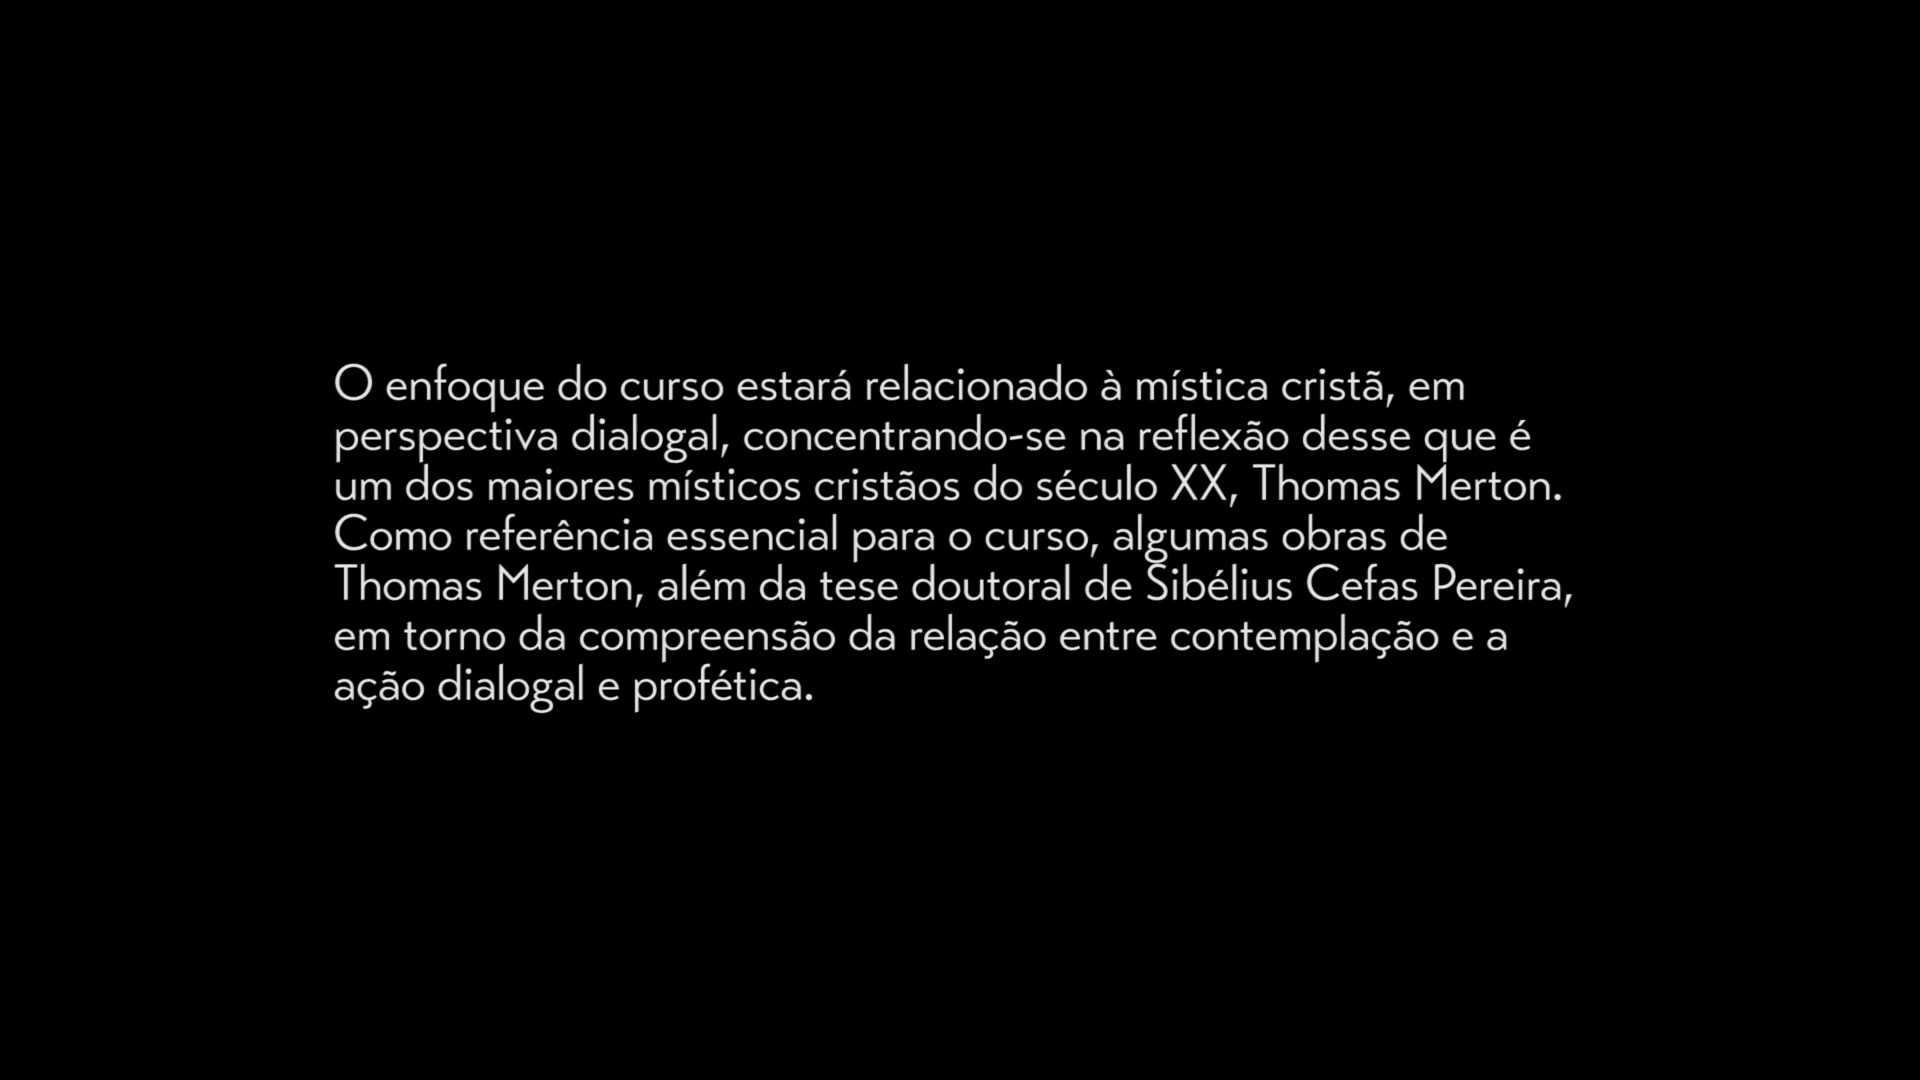 O enfoque do curso estará relacionado à mística cristã, em
perspectiva dialogal, concentrando-se na reflexão desse que é
um dos maiores místicos cristãos do século XX, Thomas Merton.
Como referência essencial para o curso, algumas obras de
Thomas Merton, além da tese doutoral de Sibélius Cefas Pereira,
em torno da compreensão da relação entre contemplação e a
ação dialogal e profética.